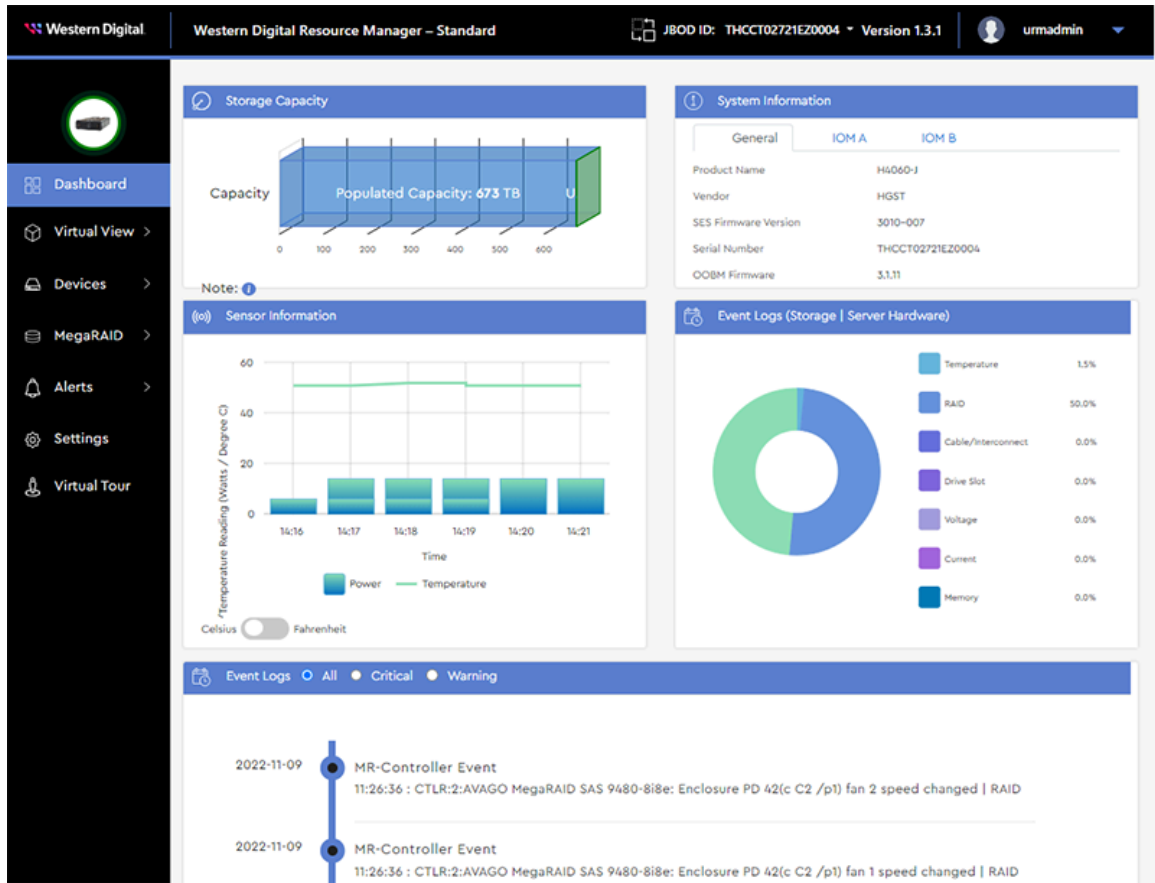 Western Digital.
Western Digital Resource Manager – Standard
JBOD ID: THCCT02721EZ0004 Version 1.3.1
urmadmin
Dashboard
Virtual View >
Devices >
MegaRAID >
Alerts >
Settings
Virtual Tour
Storage Capacity
Capacity
Populated Capacity: 673 TB U
0 100 200 300 400 500 600
Note:
System Information
General IOM A IOM B
Product Name H4060-J
Vendor HGST
SES Firmware Version 3010-007
Serial Number THCCT02721EZ0004
OOBM Firmware 3.1.11
Sensor Information
Temperature Reading (Watts / Degree C)
60
40
20
0
14:16 14:17 14:18 14:19 14:20 14:21
Time
Power Temperature
Celsius Fahrenheit
Event Logs (Storage | Server Hardware)
Temperature 1.5%
RAID 50.0%
Cable/Interconnect 0.0%
Drive Slot 0.0%
Voltage 0.0%
Current 0.0%
Memory 0.0%
Event Logs All Critical Warning
2022-11-09 MR-Controller Event
11:26:36 : CTLR:2:AVAGO MegaRAID SAS 9480-8i8e: Enclosure PD 42(c C2 /p1) fan 2 speed changed | RAID
2022-11-09 MR-Controller Event
11:26:36 : CTLR:2:AVAGO MegaRAID SAS 9480-8i8e: Enclosure PD 42(c C2 /p1) fan 1 speed changed | RAID